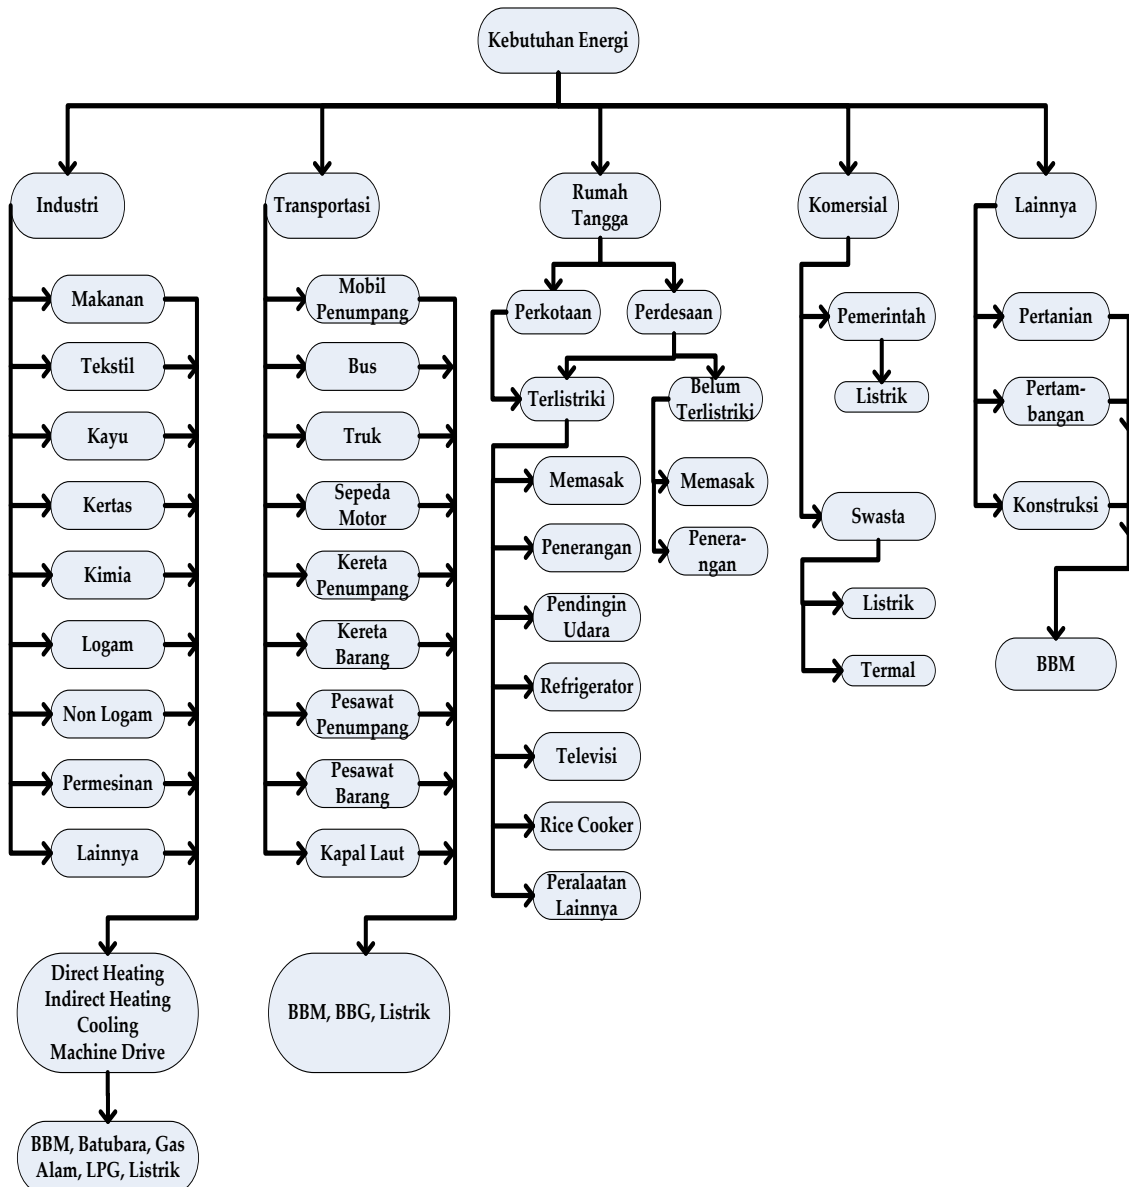 Kebutuhan Energi
Industri
Transportasi
Rumah
Tangga
Komersial
Lainnya
Makanan
Tekstil
Kayu
Kertas
Kimia
Logam
Non Logam
Permesinan
Lainnya
Direct Heating
Indirect Heating
Cooling
Machine Drive
BBM, Batubara, Gas
Alam, LPG, Listrik
Mobil
Penumpang
Bus
Truk
Sepeda
Motor
Kereta
Penumpang
Kereta
Barang
Pesawat
Penumpang
Pesawat
Barang
Kapal Laut
BBM, BBG, Listrik
Perkotaan
Perdesaan
Terlistriki
Belum
Terlistriki
Memasak
Penerangan
Pendingin
Udara
Refrigerator
Televisi
Rice Cooker
Peralaatan
Lainnya
Memasak
Penera-
ngan
Pemerintah
Listrik
Swasta
Listrik
Termal
Pertanian
Pertam-
bangan
Konstruksi
BBM